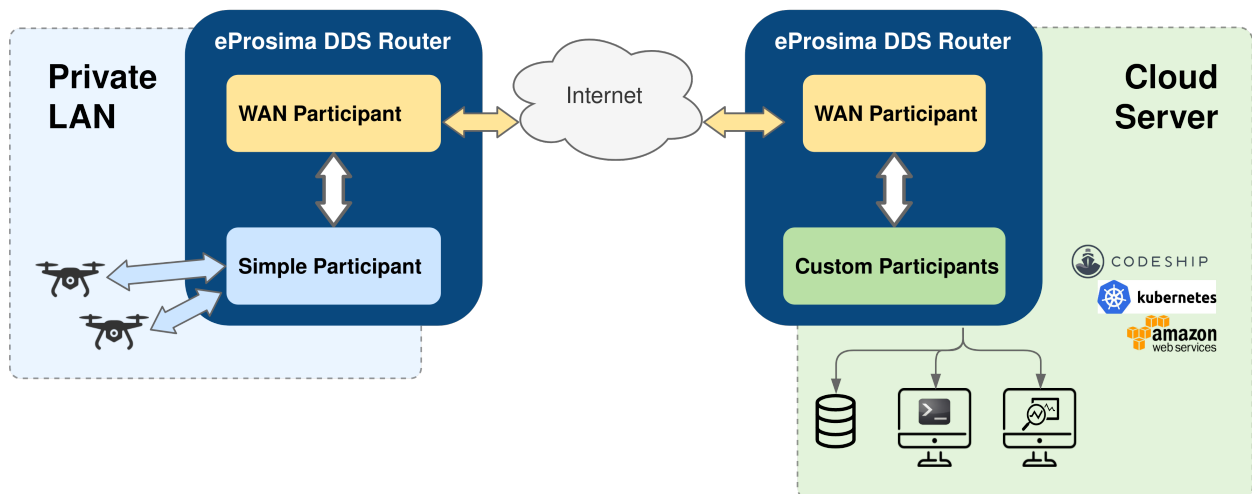 eProsima DDS Router
Private
LAN
WAN Participant
Simple Participant
Internet
eProsima DDS Router
WAN Participant
Custom Participants
Cloud
Server
CODESHIP
kubernetes
amazon
web services
>_